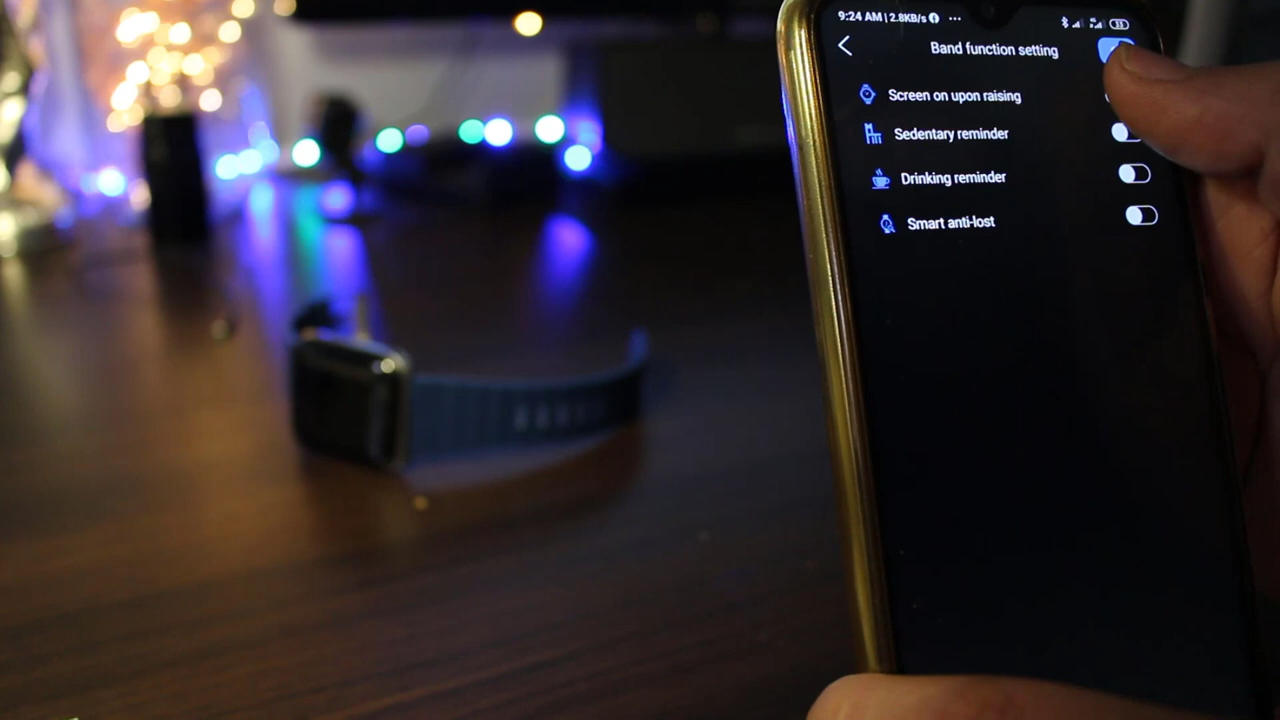 9:24 AM | 2.8KB/s ...
Band function setting
Screen on upon raising
Sedentary reminder
Drinking reminder
Smart anti-lost